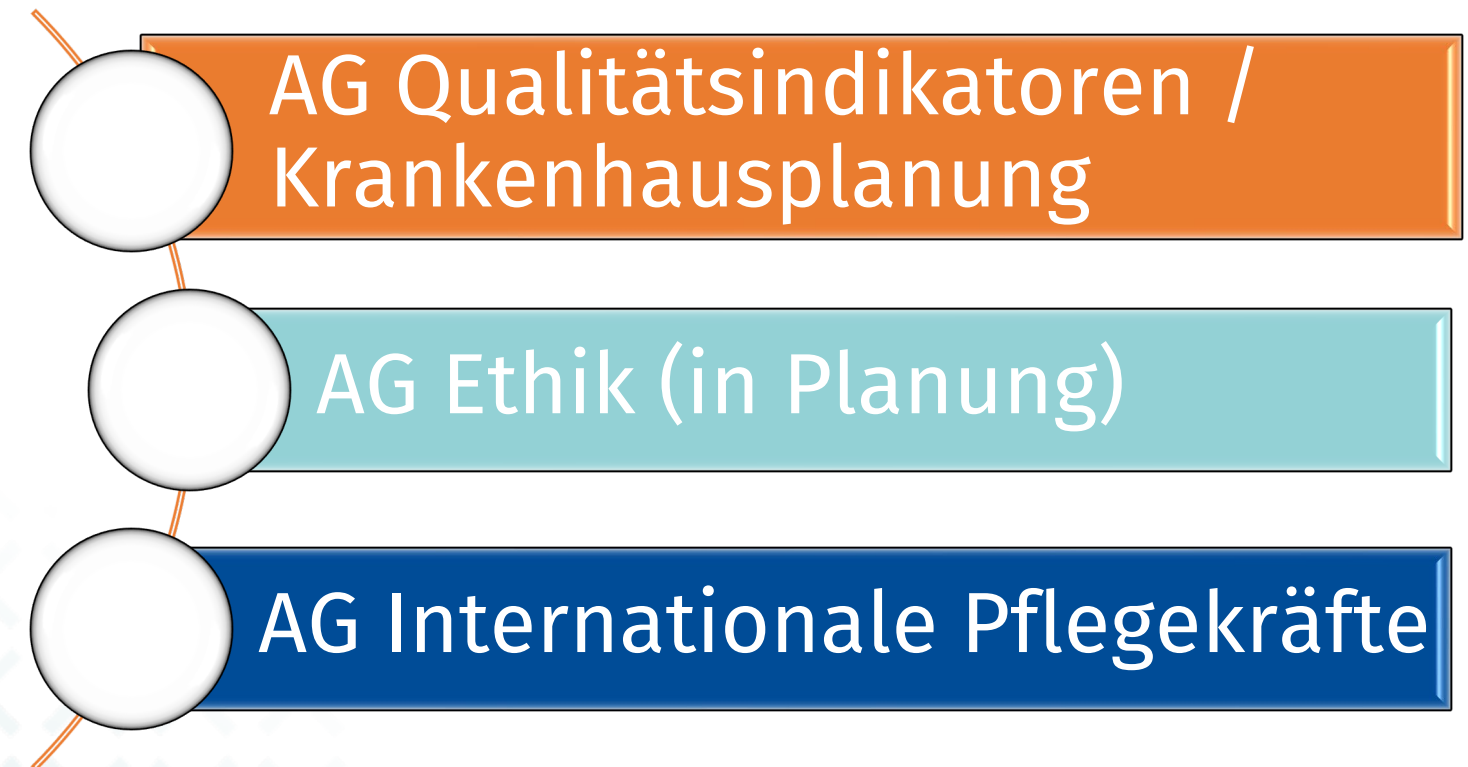 AG Qualitätsindikatoren /
Krankenhausplanung
AG Ethik (in Planung)
AG Internationale Pflegekräfte